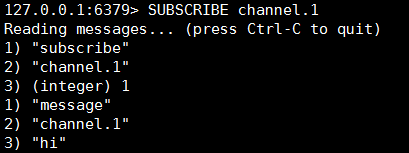 127.0.0.1:6379> SUBSCRIBE channel.1
Reading messages... (press Ctrl-C to quit)
1) "subscribe"
2) "channel.1"
3) (integer) 1
1) "message"
2) "channel.1"
3) "hi"